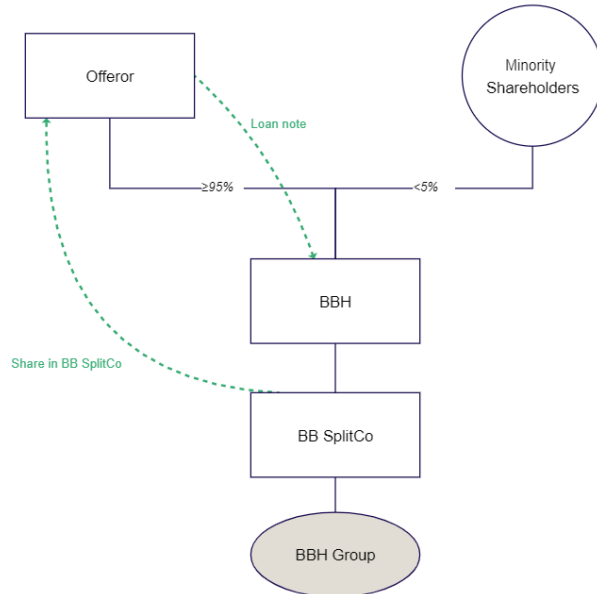 Offeror
Minority
Shareholders
Loan note
≥95%
<5%
BBH
Share in BB SplitCo
BB SplitCo
BBH Group